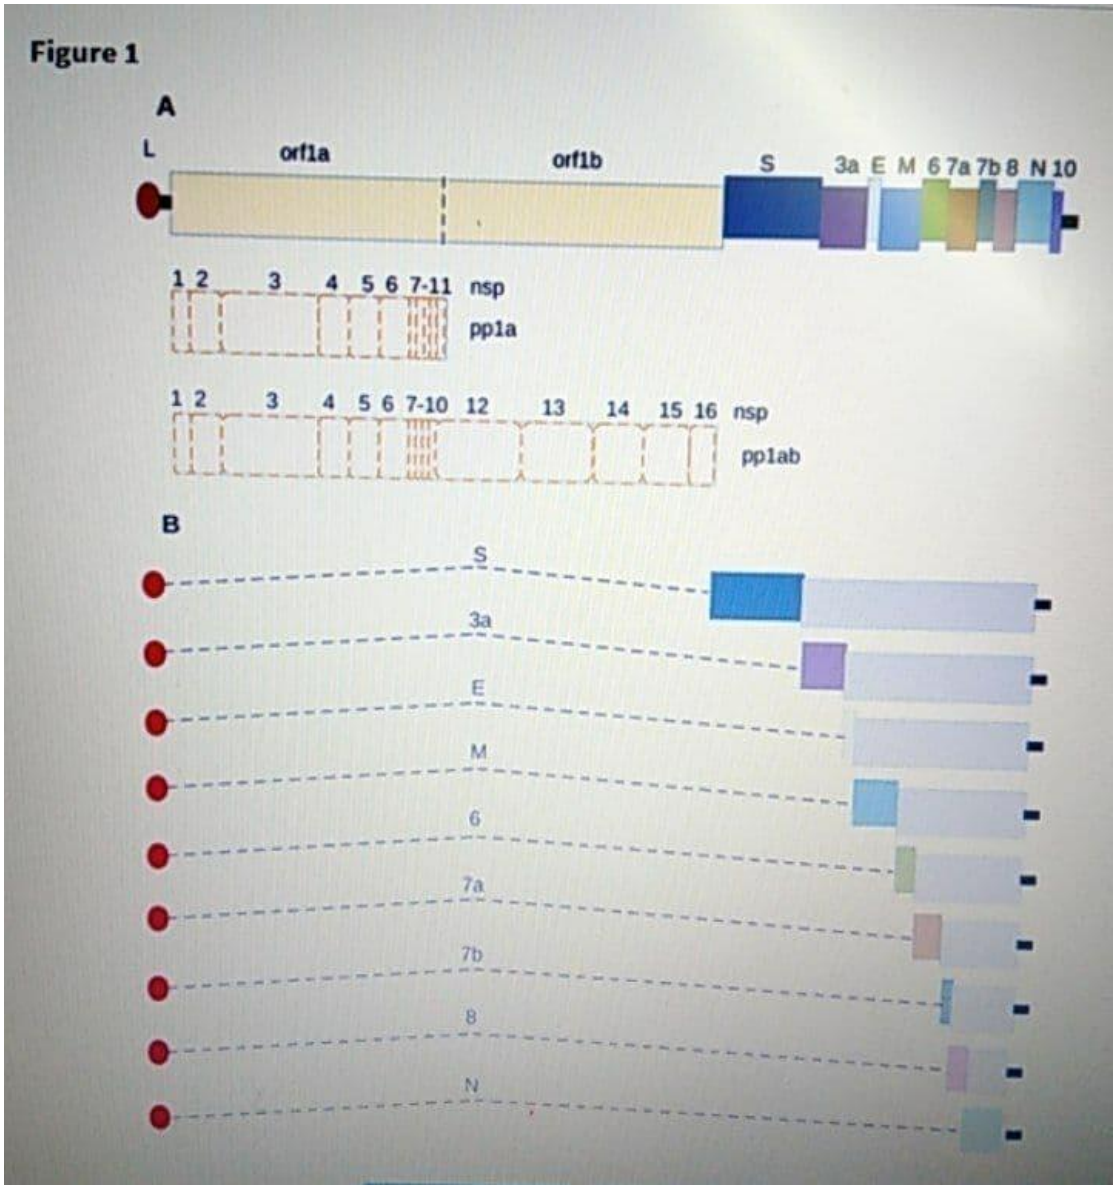 Figure 1
A
L orf1a orf1b S 3a E M 6 7a 7b 8 N 10
1 2 3 4 5 6 7-11 nsp
pp1a
1 2 3 4 5 6 7-10 12 13 14 15 16 nsp
pp1ab
B
S
3a
E
M
6
7a
7b
8
N